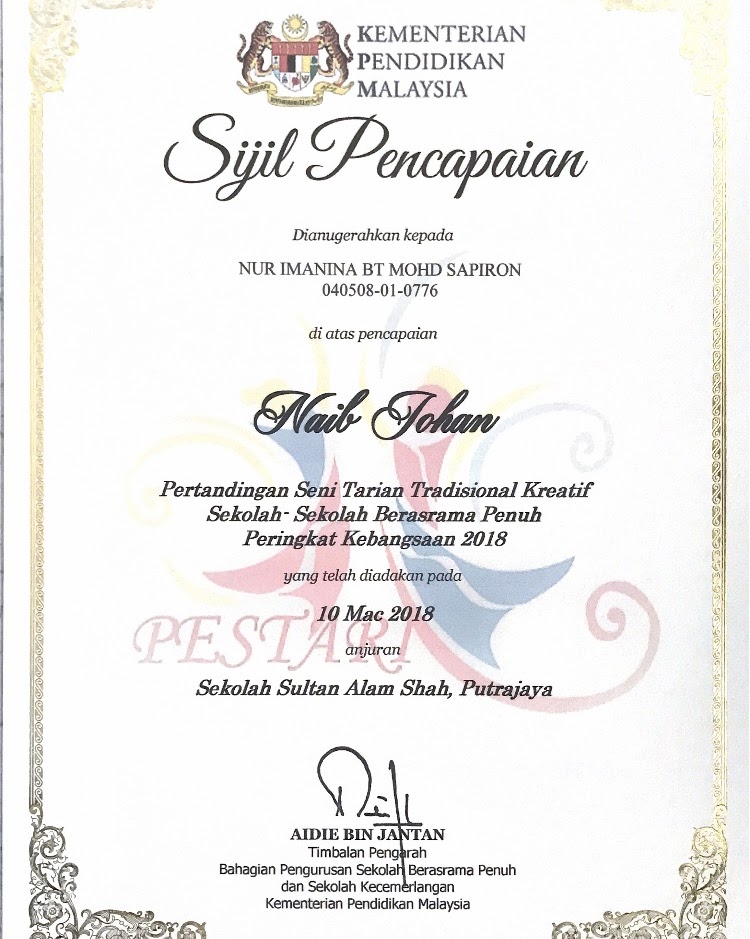 KEMENTERIAN
PENDIDIKAN
MALAYSIA
Sijil Pencapaian
Dianugerahkan kepada
NUR IMANINA BT MOHD SAPIRON
040508-01-0776
di atas pencapaian
Naib Johan
Pertandingan Seni Tarian Tradisional Kreatif
Sekolah- Sekolah Berasrama Penuh
Peringkat Kebangsaan 2018
yang telah diadakan pada
10 Mac 2018
PESTARI
anjuran
Sekolah Sultan Alam Shah, Putrajaya
AIDIE BIN JANTAN
Timbalan Pengarah
Bahagian Pengurusan Sekolah Berasrama Penuh
dan Sekolah Kecemerlangan
Kementerian Pendidikan Malaysia